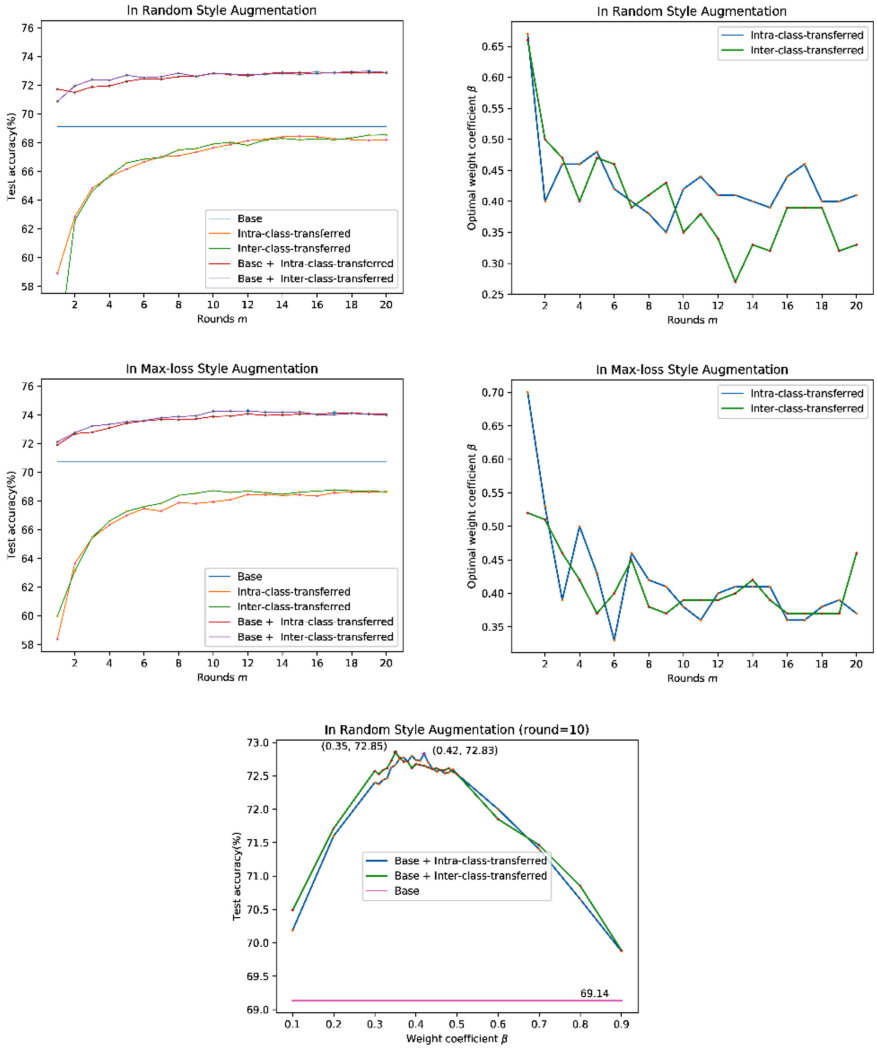 In Random Style Augmentation
76
74
72
70
68
66
64
62
60
58
Test accuracy(%)
2 4 6 8 10 12 14 16 18 20
Rounds m
Base
Intra-class-transferred
Inter-class-transferred
Base + Intra-class-transferred
Base + Inter-class-transferred
In Random Style Augmentation
0.65
0.60
0.55
0.50
0.45
0.40
0.35
0.30
0.25
Optimal weight coefficient β
2 4 6 8 10 12 14 16 18 20
Rounds m
Intra-class-transferred
Inter-class-transferred
In Max-loss Style Augmentation
76
74
72
70
68
66
64
62
60
58
Test accuracy(%)
2 4 6 8 10 12 14 16 18 20
Rounds m
Base
Intra-class-transferred
Inter-class-transferred
Base + Intra-class-transferred
Base + Inter-class-transferred
In Max-loss Style Augmentation
0.70
0.65
0.60
0.55
0.50
0.45
0.40
0.35
Optimal weight coefficient β
2 4 6 8 10 12 14 16 18 20
Rounds m
Intra-class-transferred
Inter-class-transferred
In Random Style Augmentation (round=10)
73.0
72.5
72.0
71.5
71.0
70.5
70.0
69.5
69.0
Test accuracy(%)
(0.35, 72.85)
(0.42, 72.83)
Base + Intra-class-transferred
Base + Inter-class-transferred
Base
69.14
0.1 0.2 0.3 0.4 0.5 0.6 0.7 0.8 0.9
Weight coefficient β